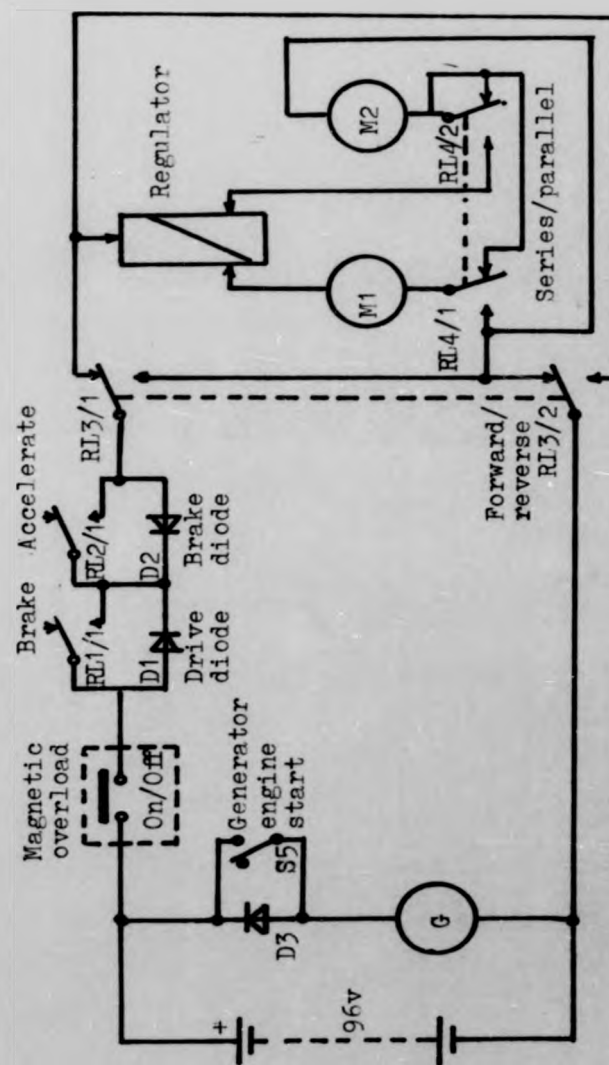 Magnetic
overload
On/Off
Brake
Accelerate
RL1/1
RL2/1
D1
D2
Drive
diode
Brake
diode
RL3/1
Regulator
M1
M2
RL4/1
RL4/2
Series/parallel
Forward/
reverse
RL3/2
Generator
engine
start
S5
D3
G
+
96v